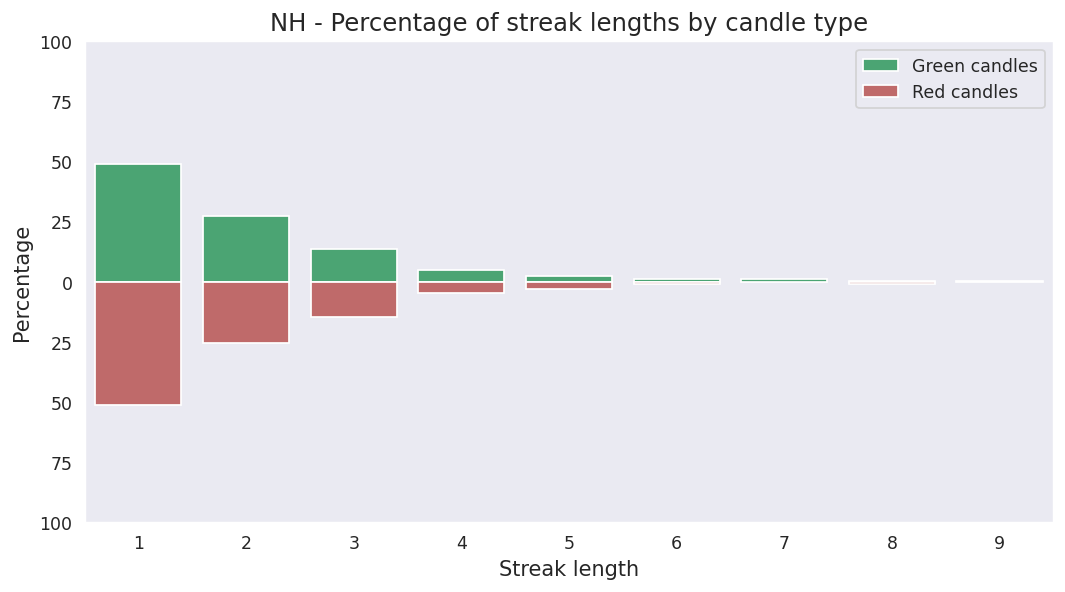 NH - Percentage of streak lengths by candle type
100
75
50
25
0
25
50
75
100
Percentage
Green candles
Red candles
1 2 3 4 5 6 7 8 9
Streak length